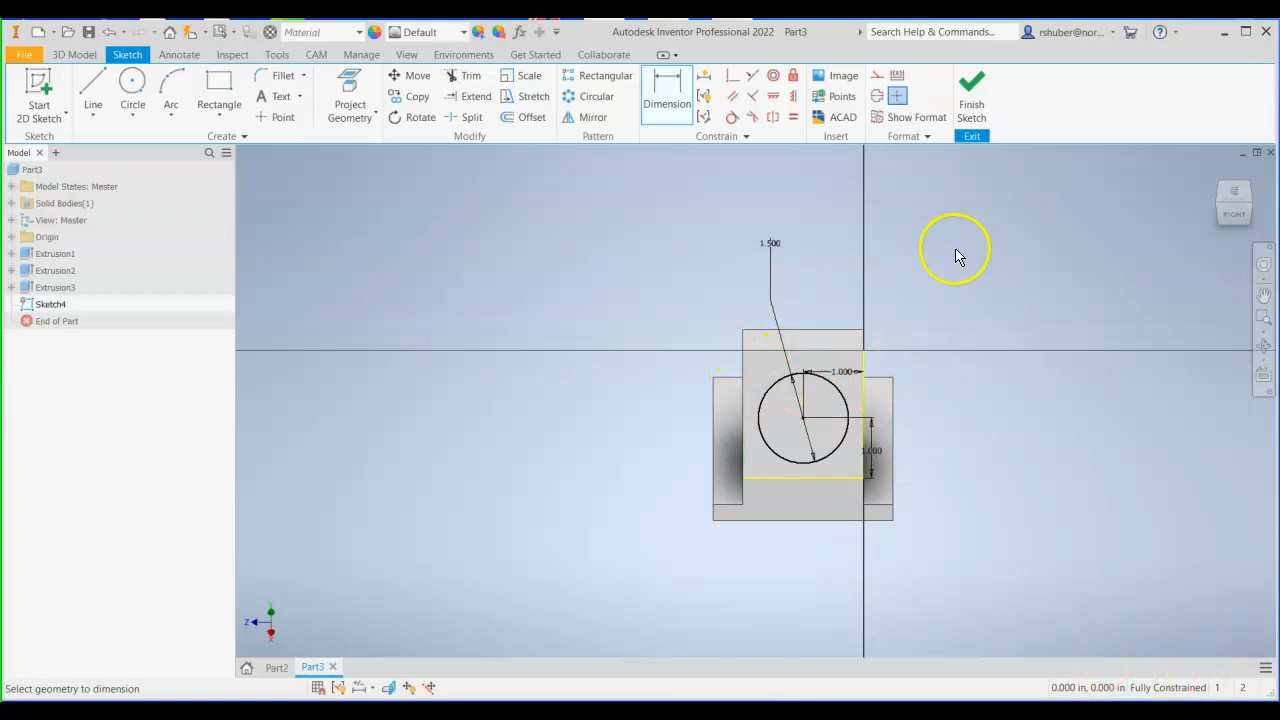 Material Default fx Autodesk Inventor Professional 2022 Part3 Search Help & Commands... rshuber@nor...
File 3D Model Sketch Annotate Inspect Tools CAM Manage View Environments Get Started Collaborate
Start
2D Sketch
Sketch
Line
Circle
Arc
Rectangle
Fillet
Text
Point
Create
Project
Geometry
Move
Copy
Rotate
Trim
Extend
Split
Scale
Stretch
Offset
Modify
Rectangular
Circular
Mirror
Pattern
Dimension
Constrain
Image
Points
ACAD
Insert
Show Format
Format
Finish
Sketch
Exit
Model
Part3
Model States: Master
Solid Bodies(1)
View: Master
Origin
Extrusion1
Extrusion2
Extrusion3
Sketch4
End of Part
1.500
1.000
1.000
RIGHT
Y
Z
X
Part2 Part3
Select geometry to dimension
0.000 in, 0.000 in Fully Constrained 1 2